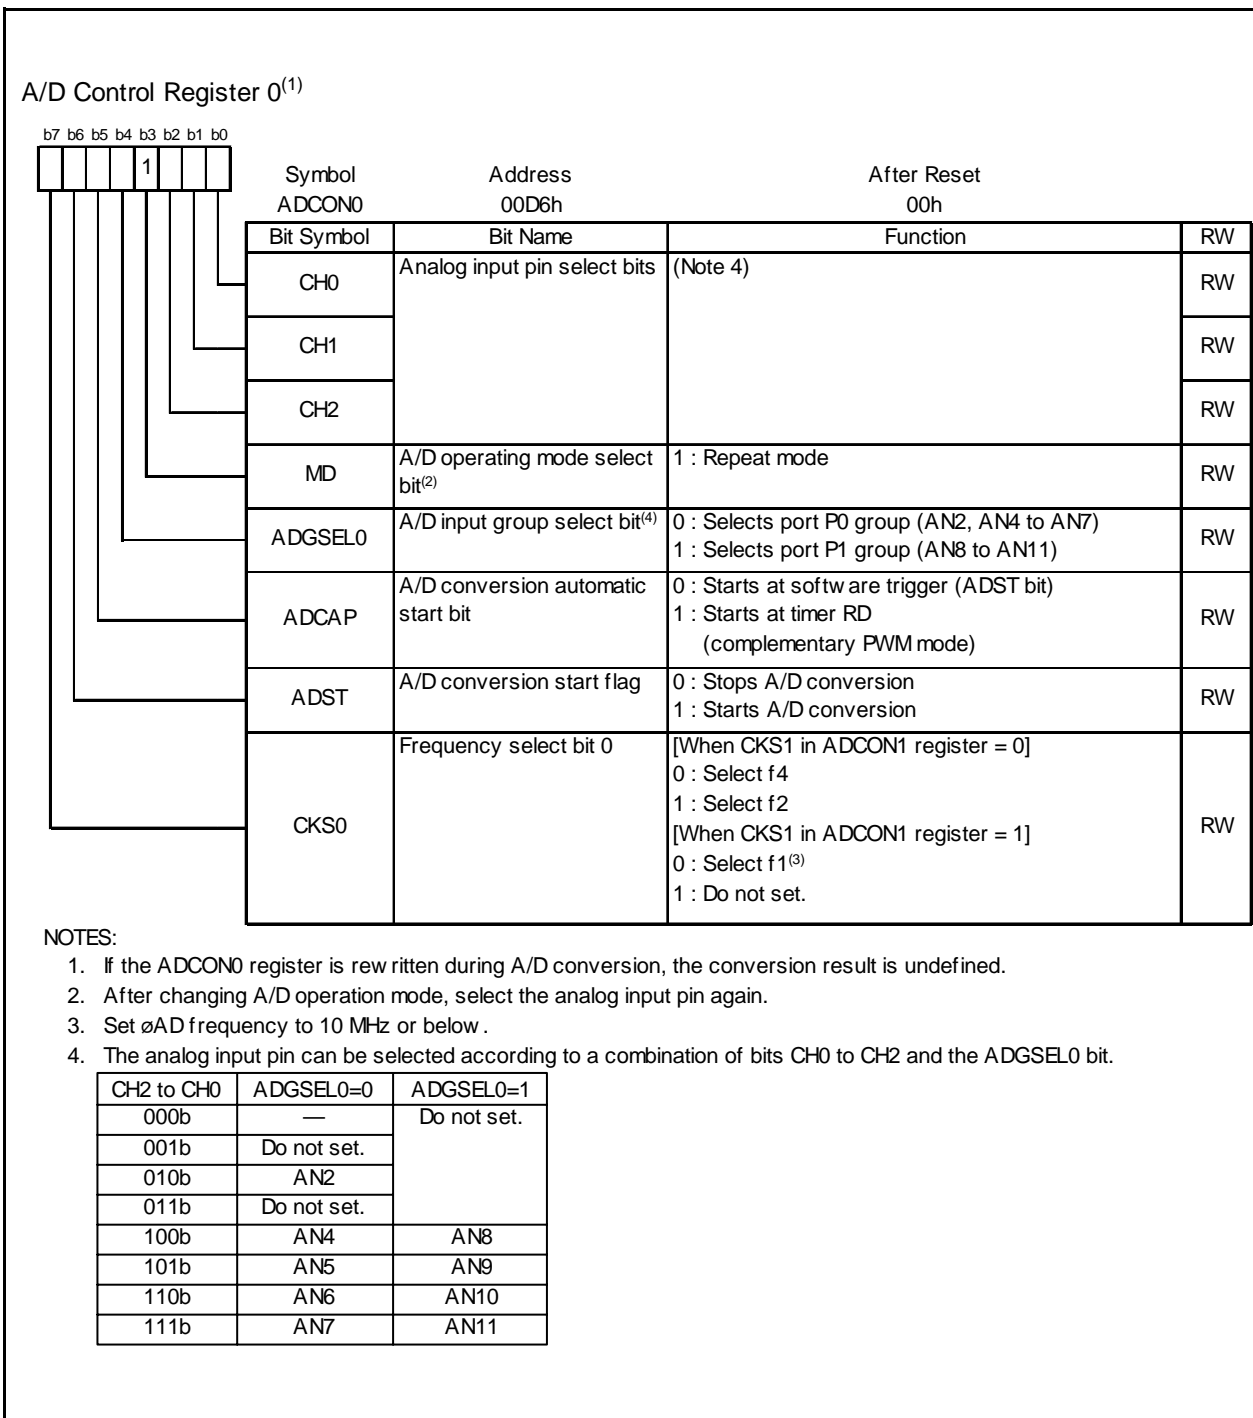 A/D Control Register 0(1)
b7 b6 b5 b4 b3 b2 b1 b0
1
Symbol Address After Reset
ADCON0 00D6h 00h
Bit Symbol Bit Name Function RW
CH0 Analog input pin select bits (Note 4) RW
CH1 RW
CH2 RW
MD A/D operating mode select bit(2) 1 : Repeat mode RW
ADGSEL0 A/D input group select bit(4) 0 : Selects port P0 group (AN2, AN4 to AN7)
1 : Selects port P1 group (AN8 to AN11) RW
ADCAP A/D conversion automatic start bit 0 : Starts at software trigger (ADST bit)
1 : Starts at timer RD
(complementary PWM mode) RW
ADST A/D conversion start flag 0 : Stops A/D conversion
1 : Starts A/D conversion RW
CKS0 Frequency select bit 0 [When CKS1 in ADCON1 register = 0]
0 : Select f4
1 : Select f2
[When CKS1 in ADCON1 register = 1]
0 : Select f1(3)
1 : Do not set. RW
NOTES:
1. If the ADCON0 register is rewritten during A/D conversion, the conversion result is undefined.
2. After changing A/D operation mode, select the analog input pin again.
3. Set øAD frequency to 10 MHz or below.
4. The analog input pin can be selected according to a combination of bits CH0 to CH2 and the ADGSEL0 bit.
CH2 to CH0 ADGSEL0=0 ADGSEL0=1
000b — Do not set.
001b Do not set.
010b AN2
011b Do not set.
100b AN4 AN8
101b AN5 AN9
110b AN6 AN10
111b AN7 AN11